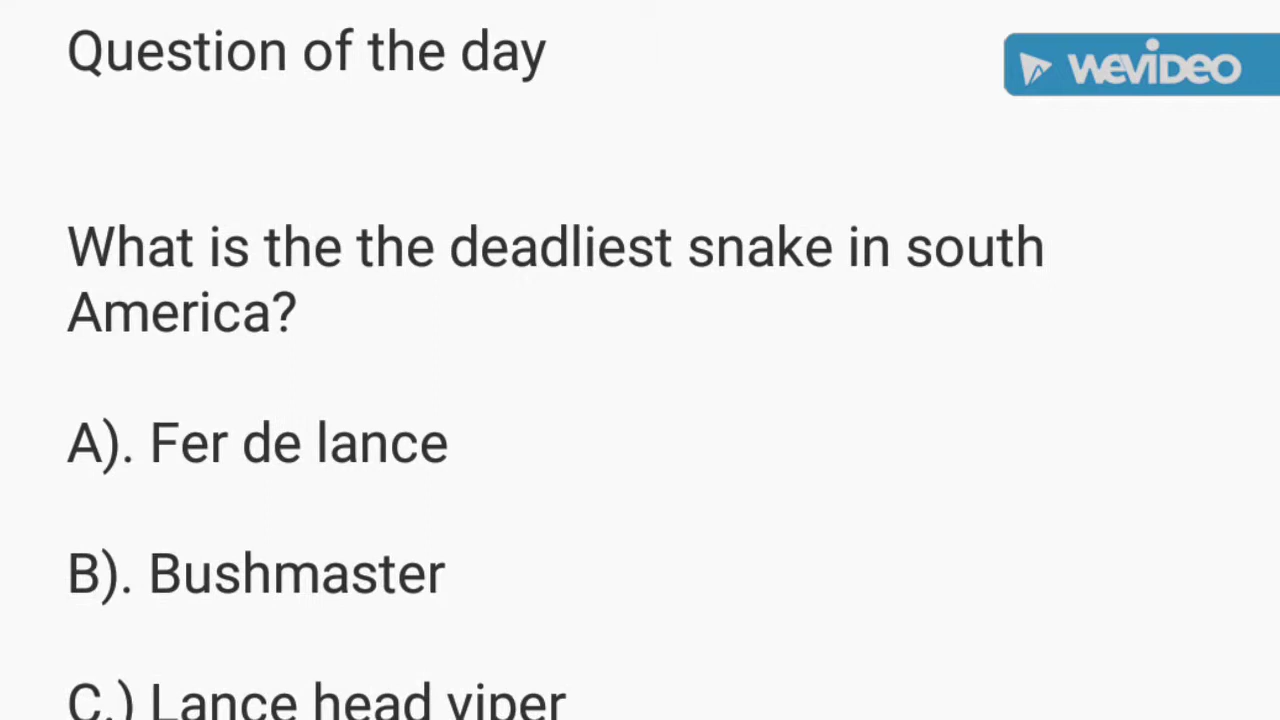 Question of the day
WeVideo
What is the the deadliest snake in south
America?
A). Fer de lance
B). Bushmaster
C.) Lance head viper